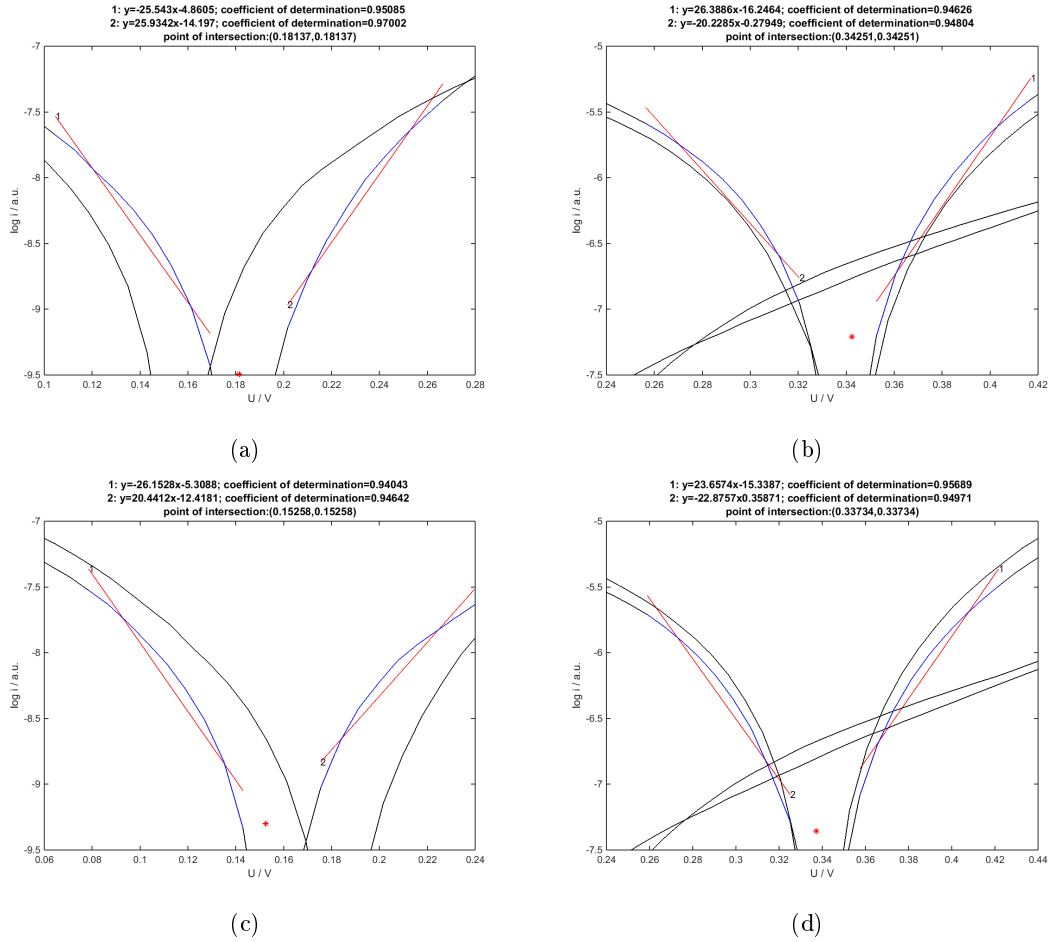 1: y=-25.543x-4.8605; coefficient of determination=0.95085
2: y=25.9342x-14.197; coefficient of determination=0.97002
point of intersection:(0.18137,0.18137)
-7
-7.5
-8
-8.5
-9
-9.5
log i / a.u.
1
2
0.1 0.12 0.14 0.16 0.18 0.2 0.22 0.24 0.26 0.28
U / V
(a)
1: y=26.3886x-16.2464; coefficient of determination=0.94626
2: y=-20.2285x-0.27949; coefficient of determination=0.94804
point of intersection:(0.34251,0.34251)
-5
-5.5
-6
-6.5
-7
-7.5
log i / a.u.
1
2
0.24 0.26 0.28 0.3 0.32 0.34 0.36 0.38 0.4 0.42
U / V
(b)
1: y=-26.1528x-5.3088; coefficient of determination=0.94043
2: y=20.4412x-12.4181; coefficient of determination=0.94642
point of intersection:(0.15258,0.15258)
-7
-7.5
-8
-8.5
-9
-9.5
log i / a.u.
1
2
0.06 0.08 0.1 0.12 0.14 0.16 0.18 0.2 0.22 0.24
U / V
(c)
1: y=23.6574x-15.3387; coefficient of determination=0.95689
2: y=-22.8757x0.35871; coefficient of determination=0.94971
point of intersection:(0.33734,0.33734)
-5
-5.5
-6
-6.5
-7
-7.5
log i / a.u.
1
2
0.24 0.26 0.28 0.3 0.32 0.34 0.36 0.38 0.4 0.42 0.44
U / V
(d)